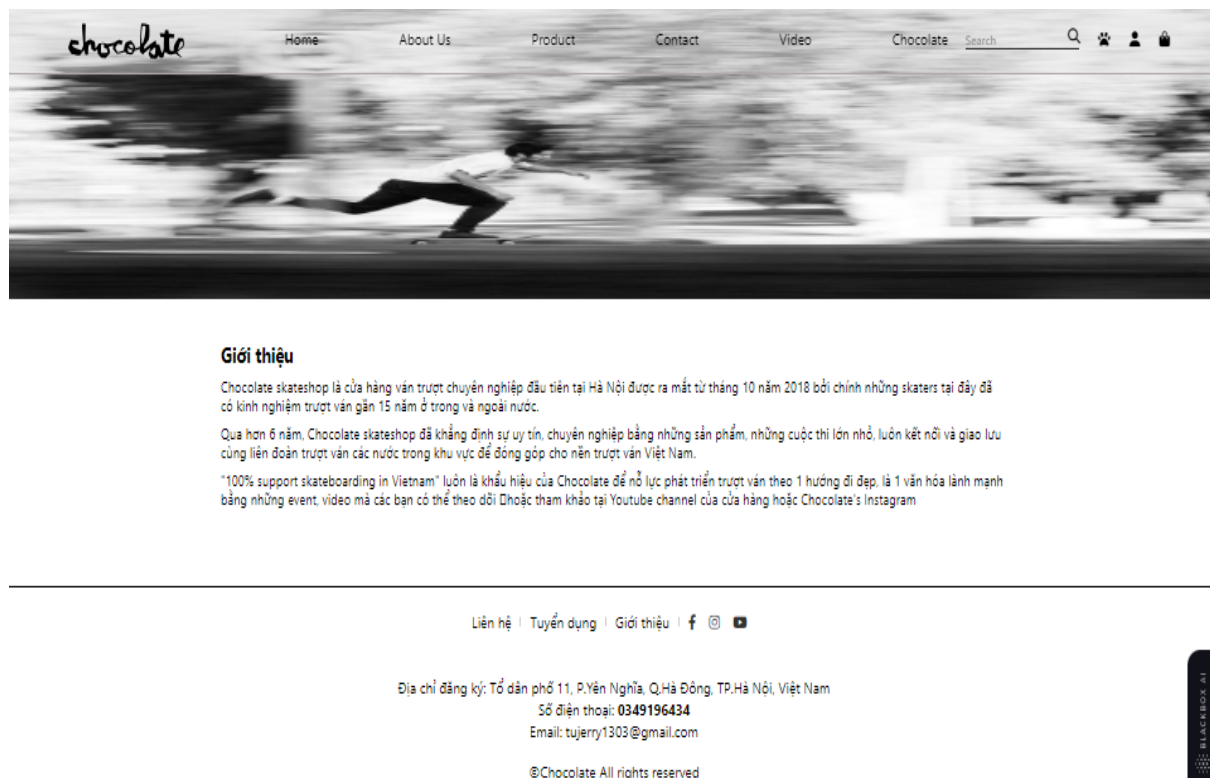 chocolate
Home About Us Product Contact Video Chocolate Search
Giới thiệu
Chocolate skateshop là cửa hàng ván trượt chuyên nghiệp đầu tiên tại Hà Nội được ra mắt từ tháng 10 năm 2018 bởi chính những skaters tại đây đã
có kinh nghiệm trượt ván gần 15 năm ở trong và ngoài nước.
Qua hơn 6 năm, Chocolate skateshop đã khẳng định sự uy tín, chuyên nghiệp bằng những sản phẩm, những cuộc thi lớn nhỏ, luôn kết nối và giao lưu
cùng liên đoàn trượt ván các nước trong khu vực để đóng góp cho nền trượt ván Việt Nam.
"100% support skateboarding in Vietnam" luôn là khẩu hiệu của Chocolate để nỗ lực phát triển trượt ván theo 1 hướng đi đẹp, là 1 văn hóa lành mạnh
bằng những event, video mà các bạn có thể theo dõi hoặc tham khảo tại Youtube channel của cửa hàng hoặc Chocolate's Instagram
Liên hệ | Tuyển dụng | Giới thiệu |
Địa chỉ đăng ký: Tổ dân phố 11, P.Yên Nghĩa, Q.Hà Đông, TP.Hà Nội, Việt Nam
Số điện thoại: 0349196434
Email: tujerry1303@gmail.com
©Chocolate All rights reserved
BLACKBOX AI